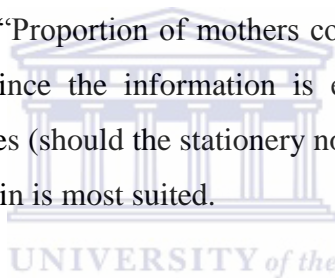 “Proportion of mothers co
ince the information is e
es (should the stationery no
in is most suited.
UNIVERSITY of the